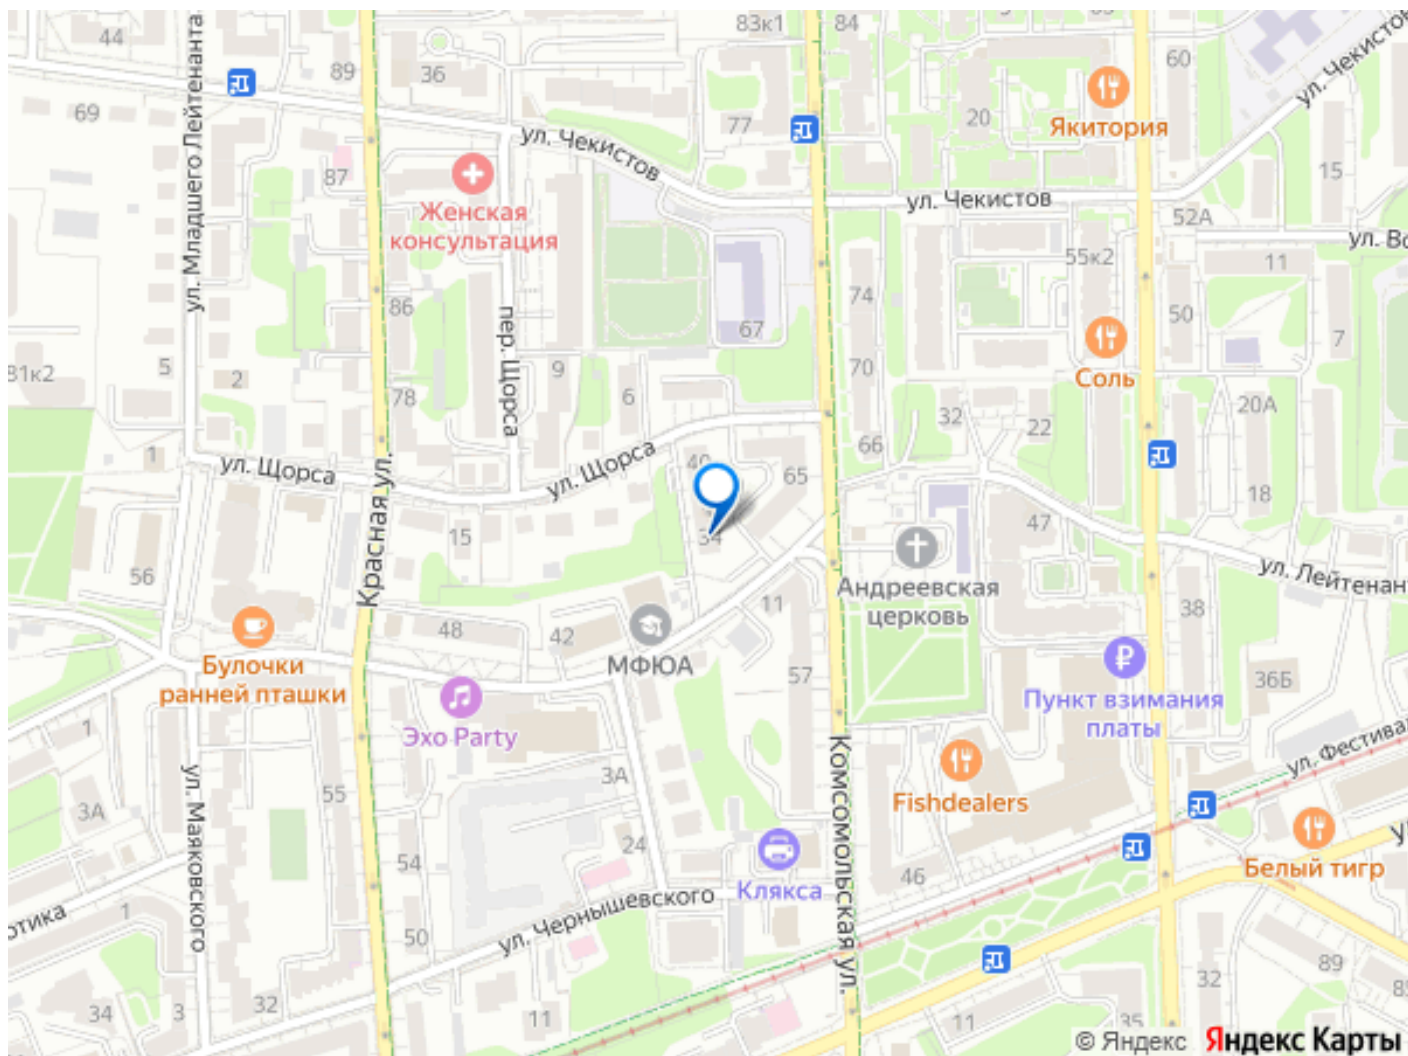 44
ул. Младшего Лейтенанта
89
36
83к1
84
60
ул. Чекистов
69
77
20
Якитория
ул. Чекистов
87
15
Женская
консультация
ул. Чекистов
52А
ул. Во
86
74
55к2
11
50
67
7
пер. Щорса
81к2
5
2
9
70
Соль
78
6
32
22
20А
1
ул. Щорса
Красная ул.
ул. Щорса
40
65
66
18
15
34
47
56
Андреевская
церковь
ул. Лейтенант
11
48
42
38
МФЮА
Булочки
ранней пташки
57
36Б
Пункт взимания
платы
1
Эхо Party
ул. Маяковского
3А
Комсомольская ул.
ул. Фестива
55
3А
Fishdealers
24
54
46
у
Белый тигр
Клякса
отика
1
ул. Чернышевского
50
89
32
8
34
3
32
11
11
35
© Яндекс Яндекс Карты